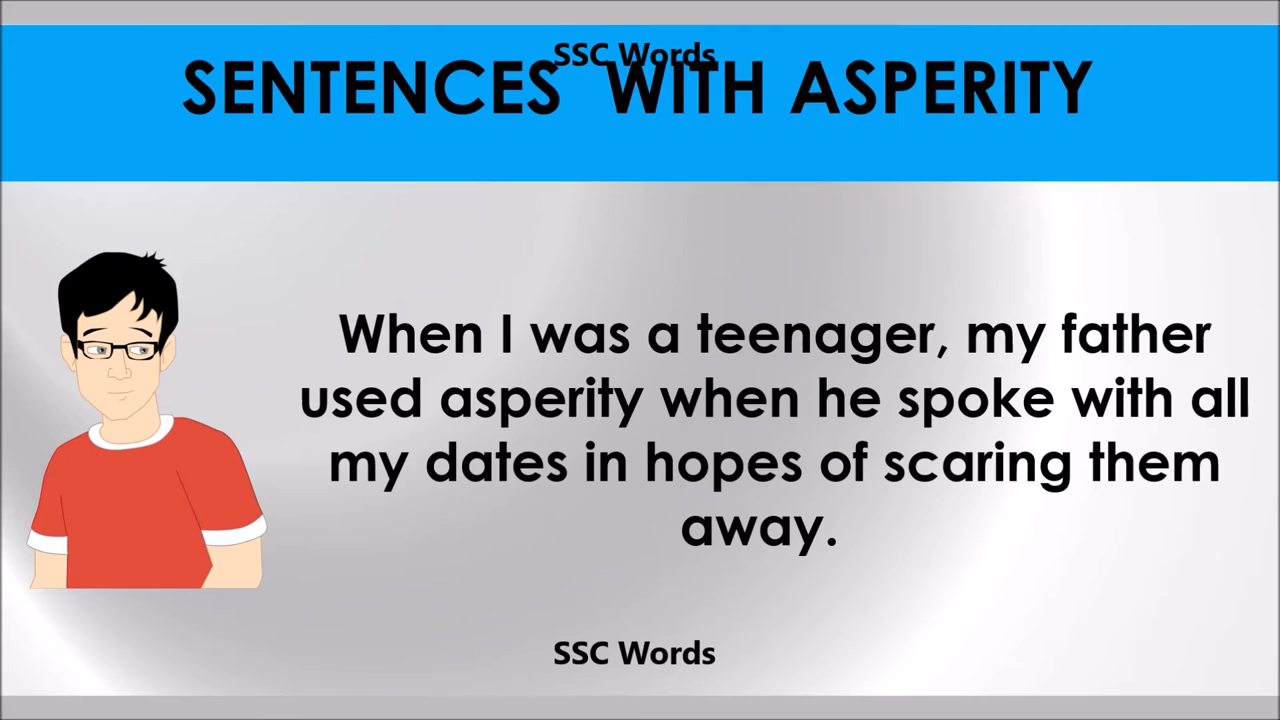 SSC Words
SENTENCES WITH ASPERITY
When I was a teenager, my father
used asperity when he spoke with all
my dates in hopes of scaring them
away.
SSC Words